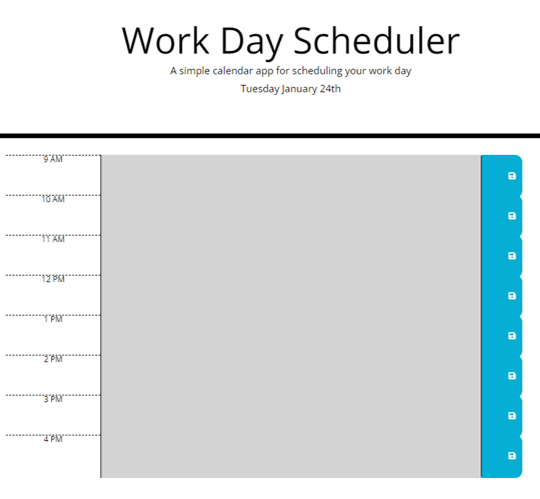 Work Day Scheduler
A simple calendar app for scheduling your work day
Tuesday January 24th
9 AM
10 AM
11 AM
12 PM
1 PM
2 PM
3 PM
4 PM